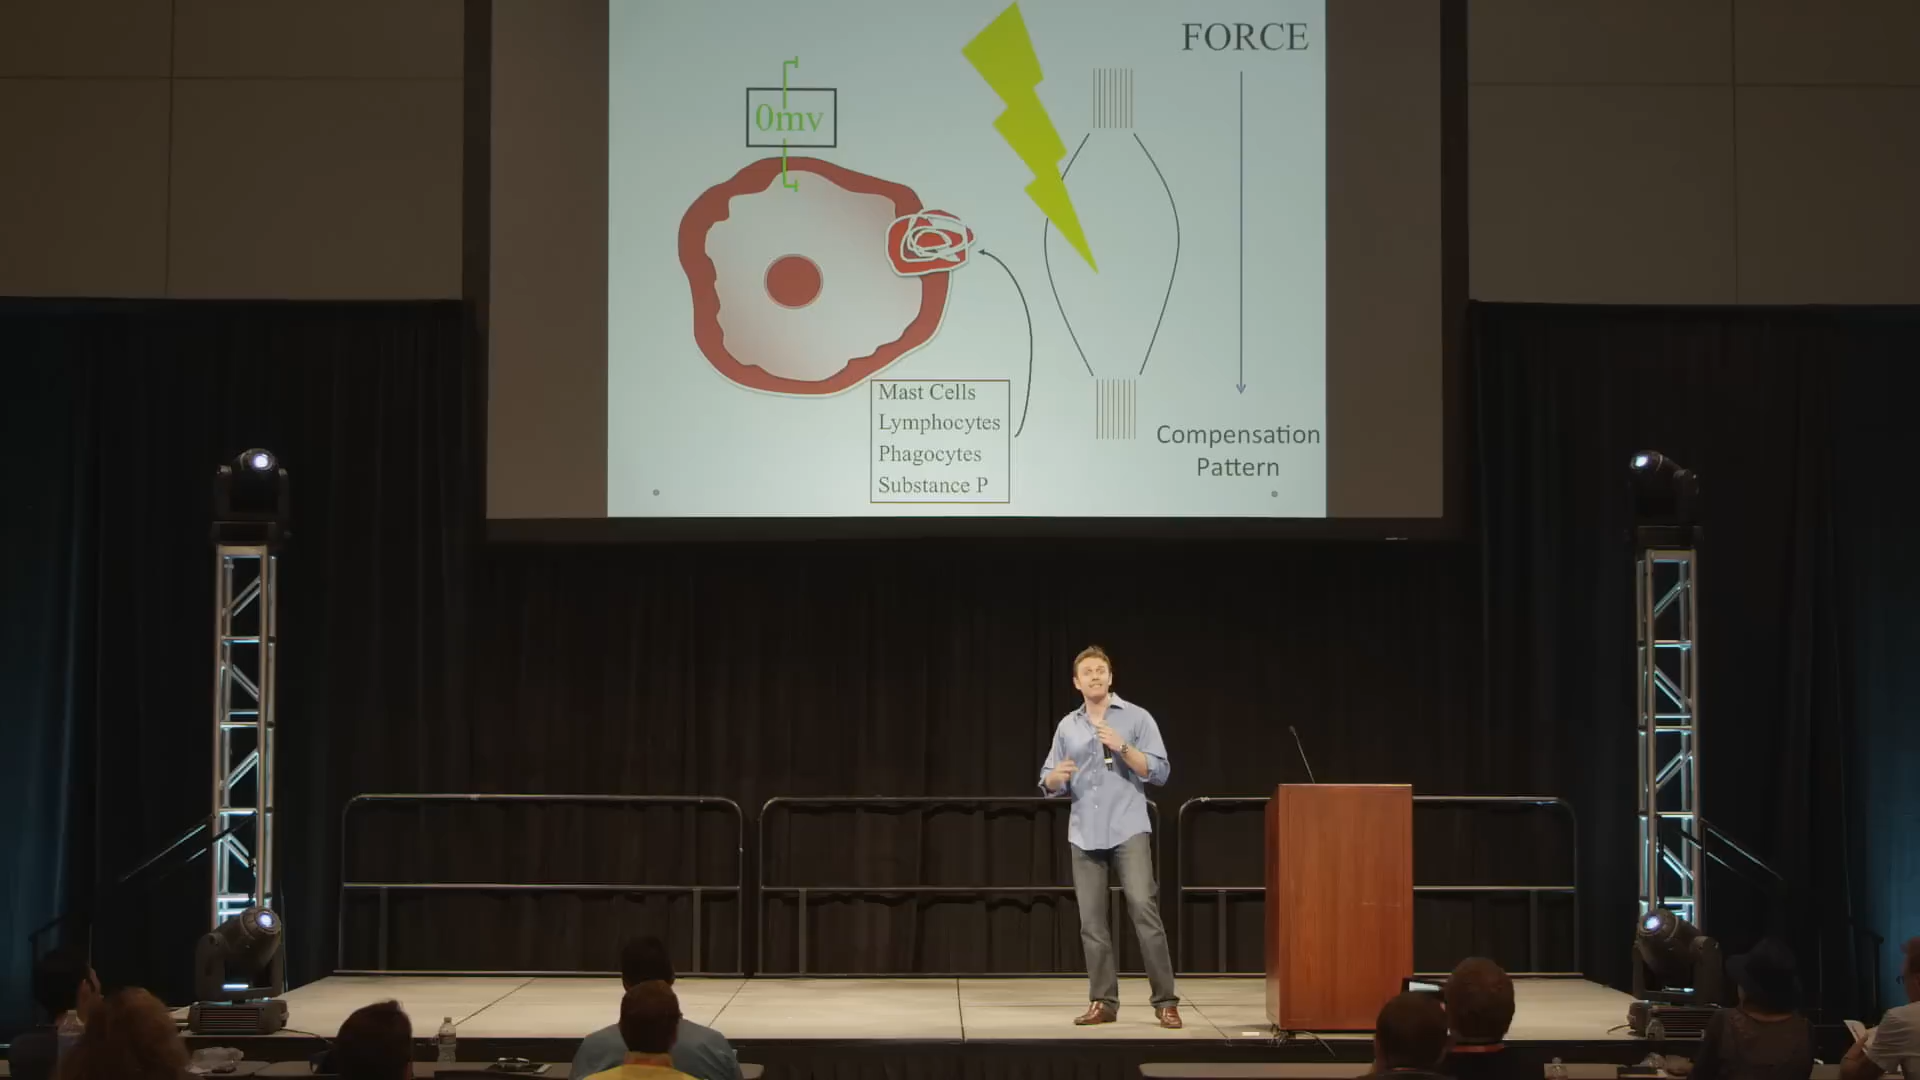 FORCE
0mv
Mast Cells
Lymphocytes
Phagocytes
Substance P
Compensation
Pattern